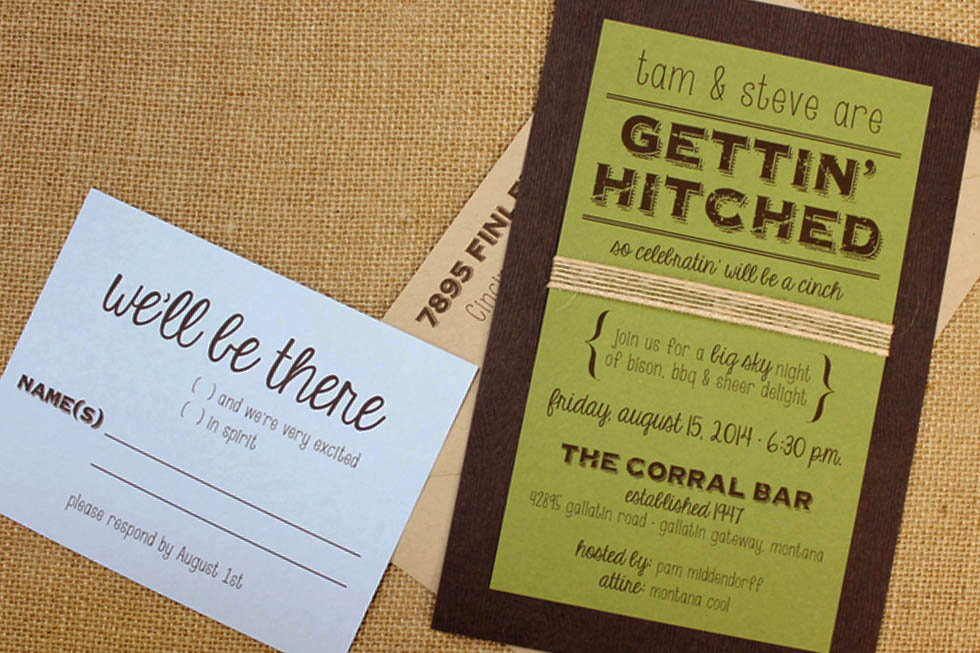 tam & steve are
GETTIN'
HITCHED
so celebratin' will be a cinch
{ join us for a big sky night
of bison, bbq & sheer delight }
friday, august 15, 2014 · 6:30 p.m.
THE CORRAL BAR
established 1947
42895 gallatin road · gallatin gateway, montana
hosted by: pam middendorff
attire: montana cool
7895 FINLE
Cinci
we'll be there
( ) and we're very excited
( ) in spirit
NAME(S)
please respond by August 1st